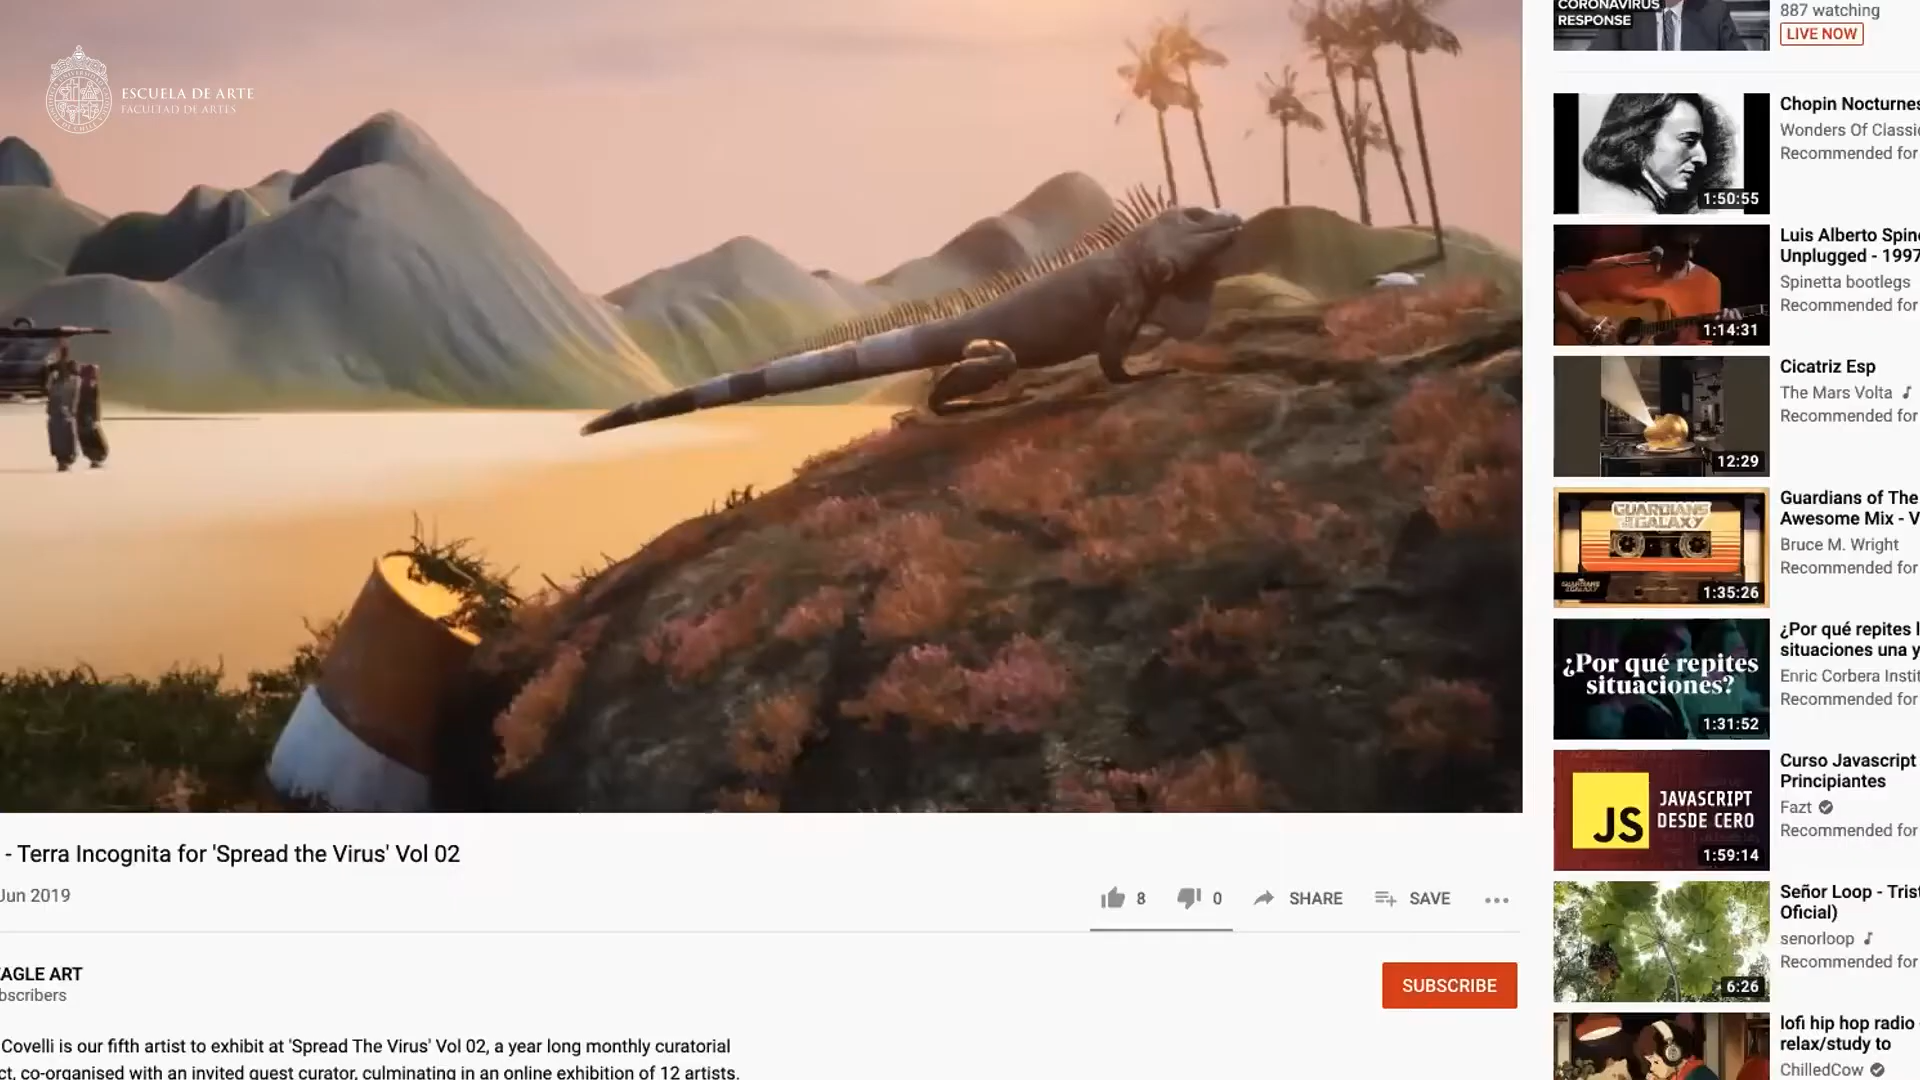 ESCUELA DE ARTE
FACULTAD DE ARTES
- Terra Incognita for 'Spread the Virus' Vol 02
Jun 2019
8
0
SHARE
SAVE
AGLE ART
bscribers
SUBSCRIBE
Covelli is our fifth artist to exhibit at 'Spread The Virus' Vol 02, a year long monthly curatorial
ct, co-organised with an invited guest curator, culminating in an online exhibition of 12 artists.
CORONAVIRUS
RESPONSE
887 watching
LIVE NOW
1:50:55
Chopin Nocturnes
Wonders Of Classic
Recommended for
1:14:31
Luis Alberto Spin
Unplugged - 1997
Spinetta bootlegs
Recommended for
12:29
Cicatriz Esp
The Mars Volta
Recommended for
GUARDIANS
GALAXY
1:35:26
Guardians of The
Awesome Mix - V
Bruce M. Wright
Recommended for
¿Por qué repites
situaciones?
1:31:52
¿Por qué repites l
situaciones una y
Enric Corbera Instit
Recommended for
JS
JAVASCRIPT
DESDE CERO
1:59:14
Curso Javascript
Principiantes
Fazt
Recommended for
6:26
Señor Loop - Trist
Oficial)
senorloop
Recommended for
lofi hip hop radio
relax/study to
ChilledCow